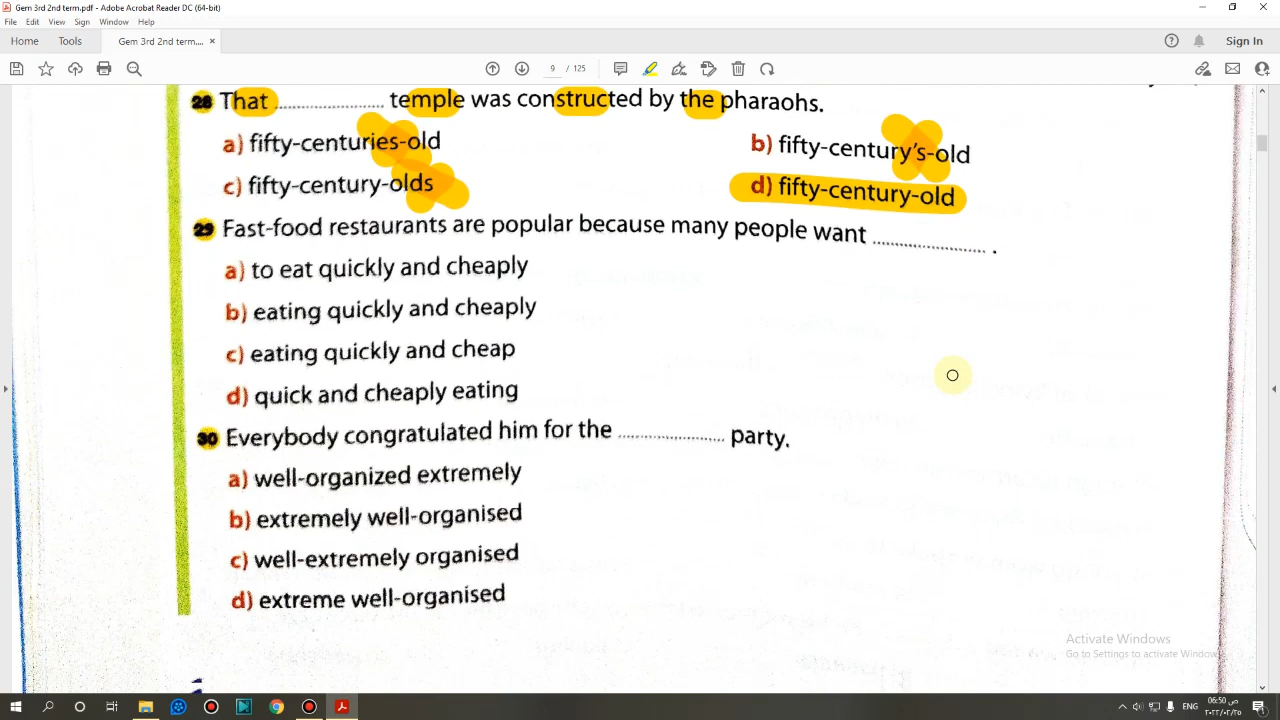 Gem 3rd 2nd term.pdf - Adobe Acrobat Reader DC (64-bit)
File Edit View Sign Window Help
Home Tools Gem 3rd 2nd term.... × Sign In
9 / 125
28 That .................... temple was constructed by the pharaohs.
a) fifty-centuries-old b) fifty-century's-old
c) fifty-century-olds d) fifty-century-old
29 Fast-food restaurants are popular because many people want .................... .
a) to eat quickly and cheaply
b) eating quickly and cheaply
c) eating quickly and cheap
d) quick and cheaply eating
30 Everybody congratulated him for the .................... party.
a) well-organized extremely
b) extremely well-organised
c) well-extremely organised
d) extreme well-organised
Activate Windows
Go to Settings to activate Windows.
ENG 06:50 ص
٢٠٢٢/٠٢/٢٥